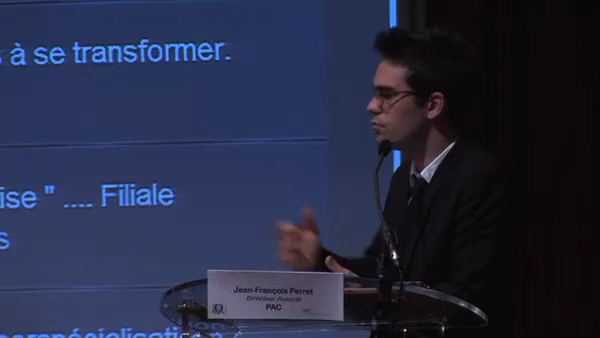 s à se transformer.
ise " .... Filiale
s
Jean-François Perret
Directeur Associé
PAC